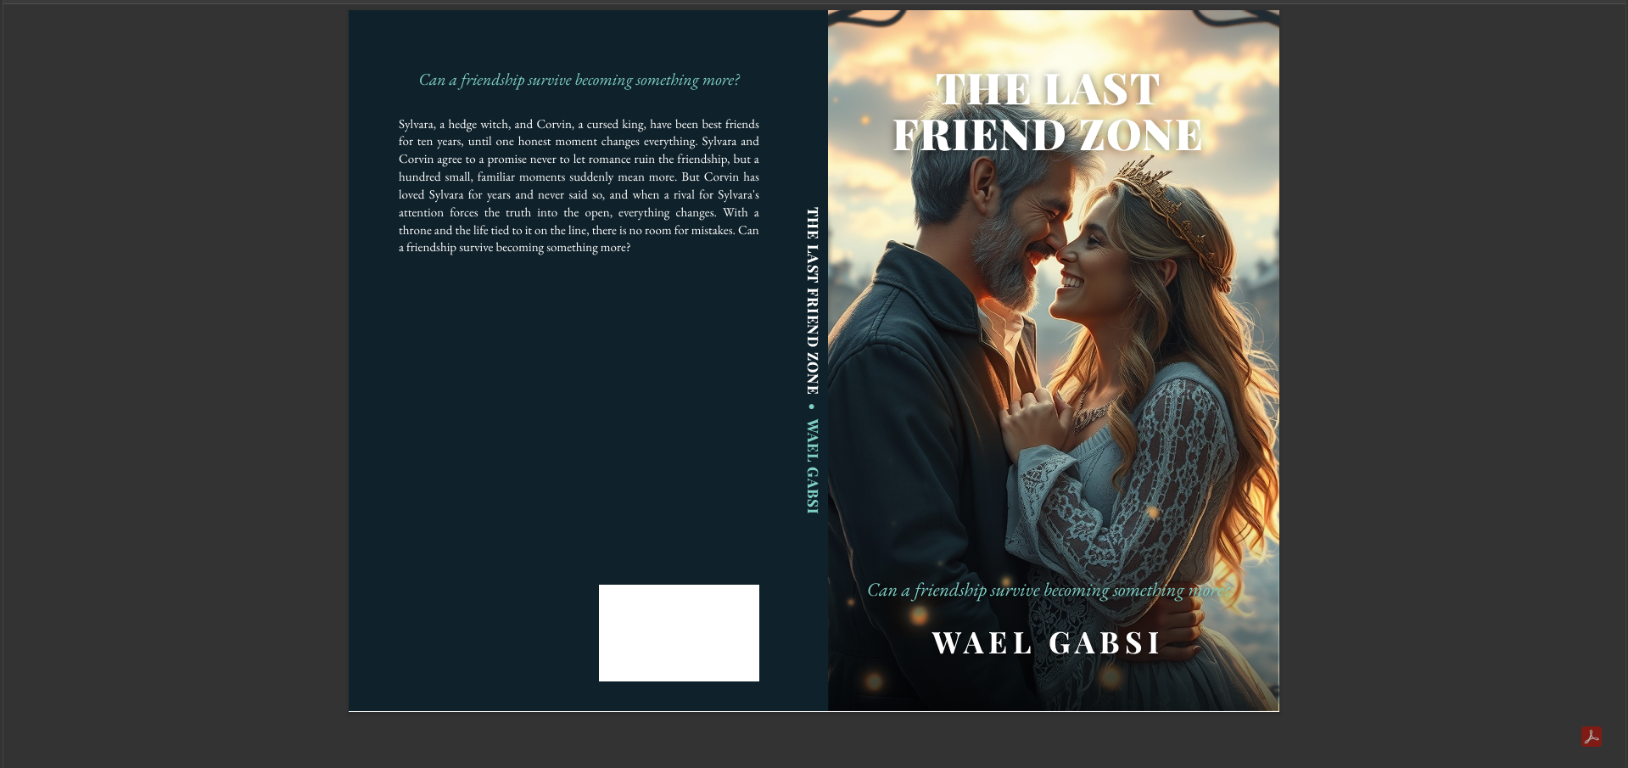 Can a friendship survive becoming something more?
Sylvara, a hedge witch, and Corvin, a cursed king, have been best friends
for ten years, until one honest moment changes everything. Sylvara and
Corvin agree to a promise never to let romance ruin the friendship, but a
hundred small, familiar moments suddenly mean more. But Corvin has
loved Sylvara for years and never said so, and when a rival for Sylvara's
attention forces the truth into the open, everything changes. With a
throne and the life tied to it on the line, there is no room for mistakes. Can
a friendship survive becoming something more?
THE LAST FRIEND ZONE • WAEL GABSI
THE LAST
FRIEND ZONE
Can a friendship survive becoming something more?
WAEL GABSI